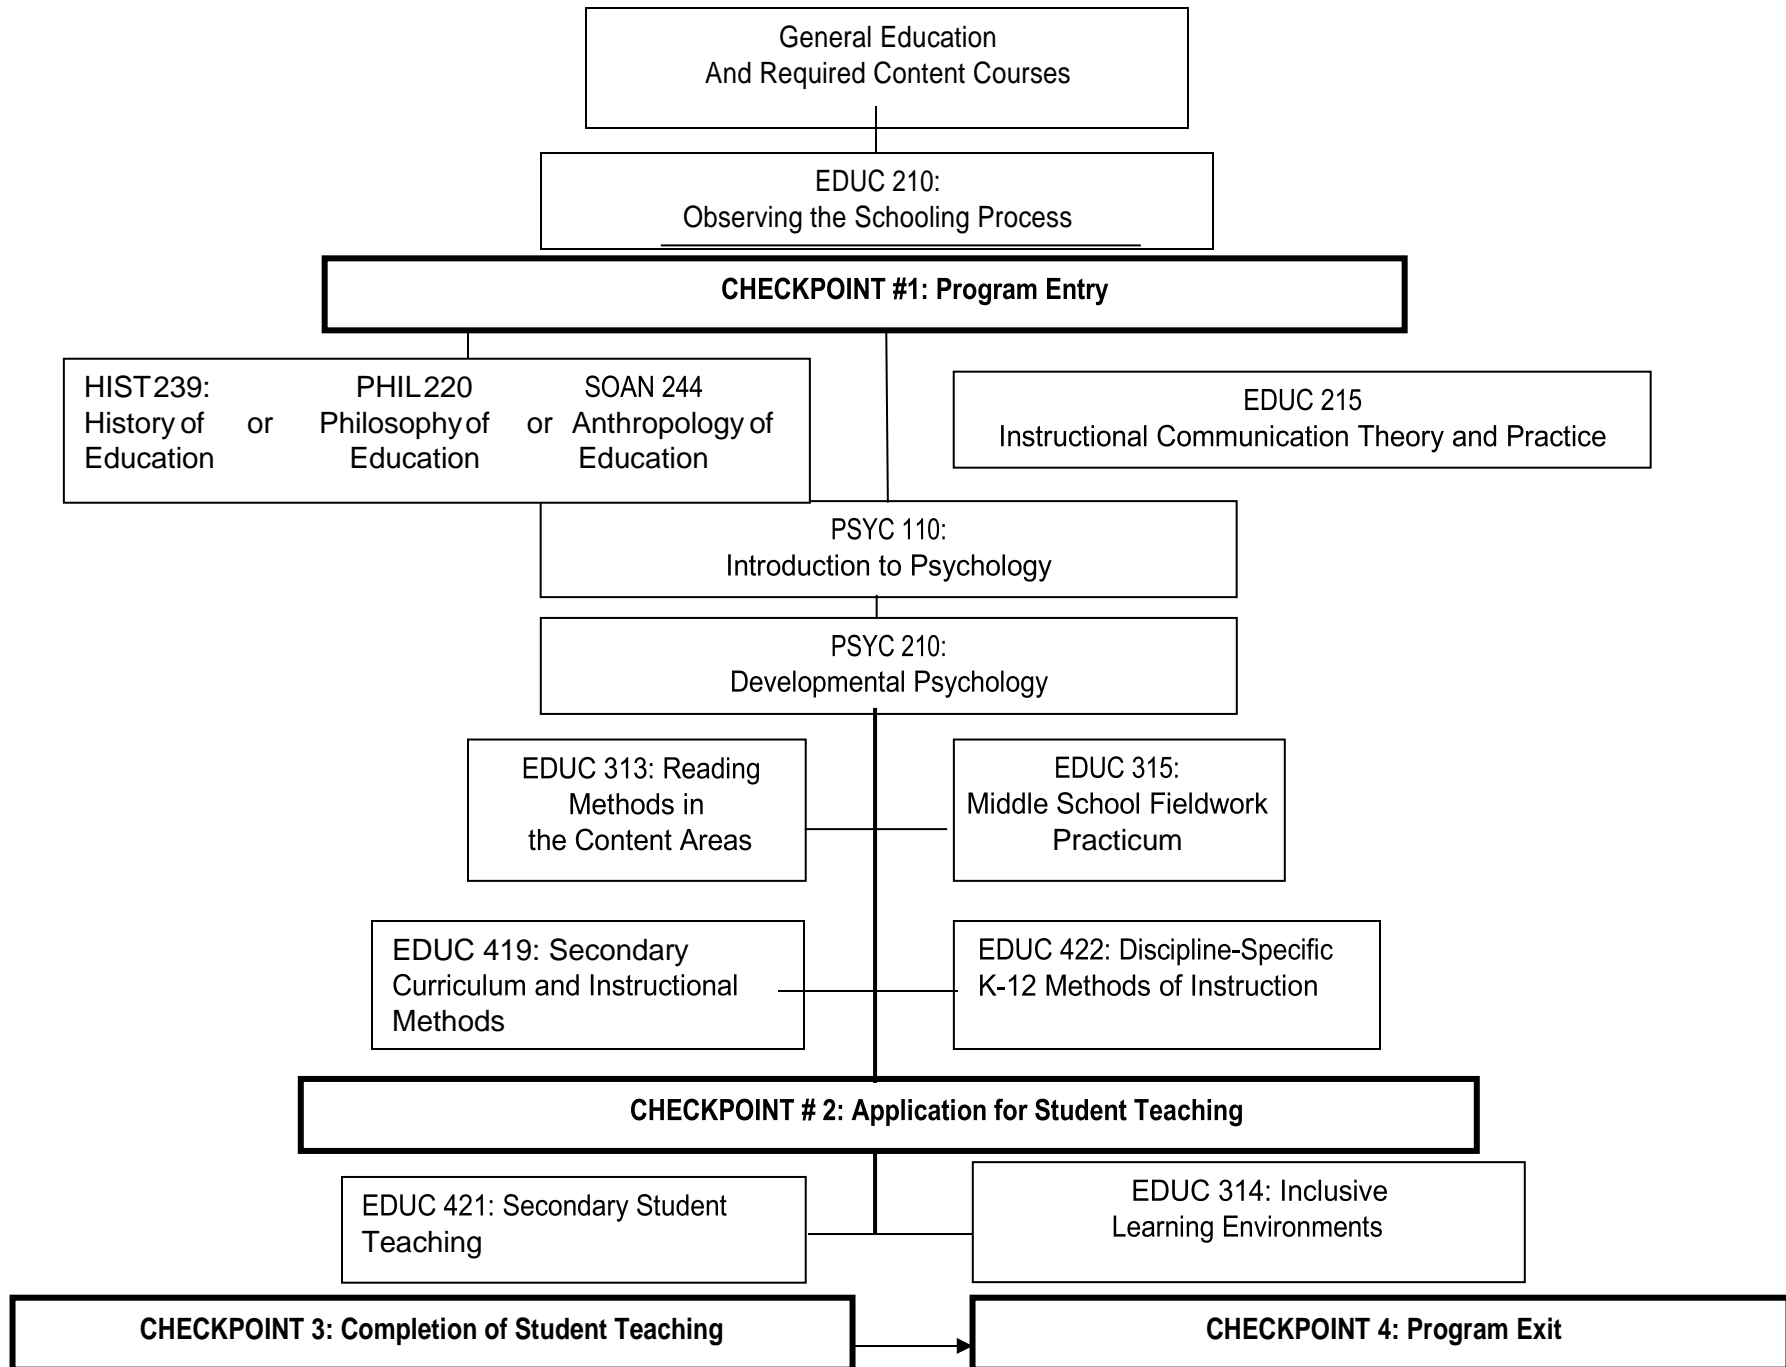 General Education
And Required Content Courses
EDUC 210:
Observing the Schooling Process
CHECKPOINT #1: Program Entry
HIST239: PHIL220 SOAN 244
History of or Philosophy of or Anthropology of
Education Education Education
EDUC 215
Instructional Communication Theory and Practice
PSYC 110:
Introduction to Psychology
PSYC 210:
Developmental Psychology
EDUC 313: Reading
Methods in
the Content Areas
EDUC 315:
Middle School Fieldwork
Practicum
EDUC 419: Secondary
Curriculum and Instructional
Methods
EDUC 422: Discipline-Specific
K-12 Methods of Instruction
CHECKPOINT # 2: Application for Student Teaching
EDUC 421: Secondary Student
Teaching
EDUC 314: Inclusive
Learning Environments
CHECKPOINT 3: Completion of Student Teaching
CHECKPOINT 4: Program Exit